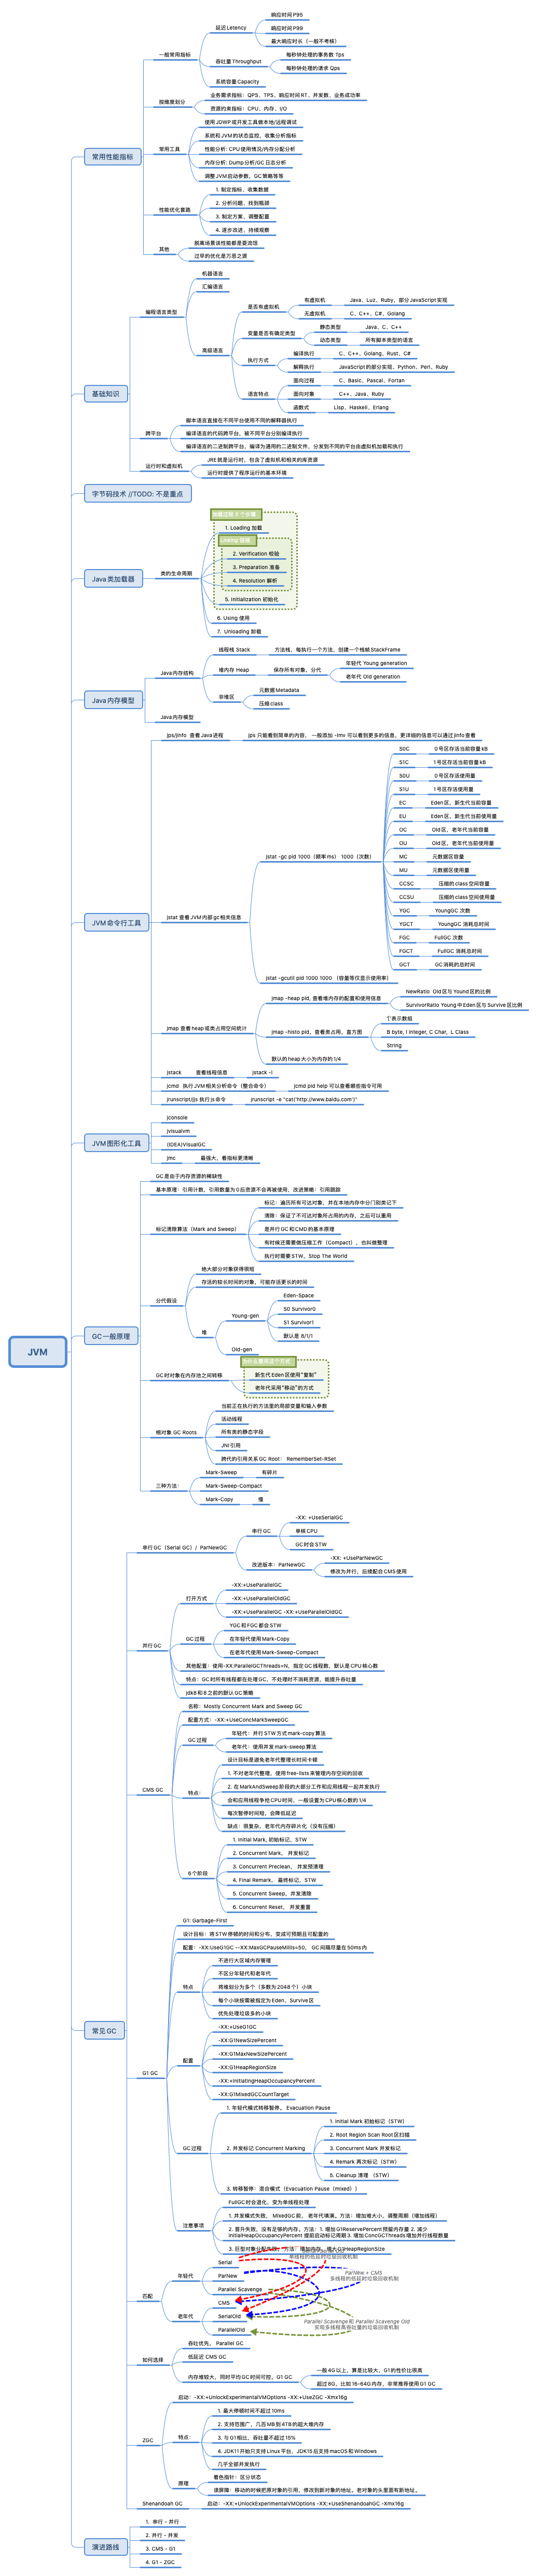 JVM
常用性能指标
一般常用指标
延迟 Latency
响应时间 P95
响应时间 P99
最大响应时长（一般不考核）
吞吐量 Throughput
每秒钟处理的事务数 Tps
每秒钟处理的请求 Qps
系统容量 Capacity
按维度划分
业务需求指标：QPS、TPS、响应时间 RT、并发数、业务成功率
资源约束指标：CPU、内存、I/O
常用工具
使用 JDWP 或开发工具做本地/远程调试
系统和 JVM 的状态监控，收集分析指标
性能分析: CPU 使用情况/内存分配分析
内存分析: Dump 分析/GC 日志分析
调整 JVM 启动参数，GC 策略等等
性能优化套路
1. 制定指标，收集数据
2. 分析问题，找到瓶颈
3. 制定方案，调整配置
4. 逐步改进，持续观察
其他
脱离场景谈性能都是耍流氓
过早的优化是万恶之源
基础知识
编程语言类型
机器语言
汇编语言
高级语言
是否有虚拟机
有虚拟机
Java、Luz、Ruby，部分 JavaScript 实现
无虚拟机
C、C++、C#、Golang
变量是否有确定类型
静态类型
Java、C、C++
动态类型
所有脚本类型的语言
执行方式
编译执行
C、C++、Golang、Rust、C#
解释执行
JavaScript 的部分实现、Python、Perl、Ruby
语言特点
面向过程
C、Basic、Pascal、Fortan
面向对象
C++、Java、Ruby
函数式
Lisp、Haskell、Erlang
跨平台
脚本语言直接在不同平台使用不同的解释器执行
编译语言的代码跨平台，被不同平台分别编译执行
编译语言的二进制跨平台，编译为通用的二进制文件，分发到不同的平台由虚拟机加载和执行
运行时和虚拟机
JRE 就是运行时，包含了虚拟机和相关的库资源
运行时提供了程序运行的基本环境
字节码技术 //TODO: 不是重点
Java 类加载器
类的生命周期
加载过程 5 个步骤
1. Loading 加载
Linking 链接
2. Verification 校验
3. Preparation 准备
4. Resolution 解析
5. Initialization 初始化
6. Using 使用
7. Unloading 卸载
Java 内存模型
Java 内存结构
线程栈 Stack
方法栈，每执行一个方法，创建一个栈帧 StackFrame
堆内存 Heap
保存所有对象，分代
年轻代 Young generation
老年代 Old generation
非堆区
元数据 Metadata
压缩 class
Java 内存模型
JVM 命令行工具
jps/jinfo 查看 Java 进程
jps 只能看到简单的内容，一般添加 -lmv 可以看到更多的信息，更详细的信息可以通过 jinfo 查看
jstat 查看 JVM 内部 gc 相关信息
jstat -gc pid 1000（频率 ms） 1000（次数）
S0C
0 号区存活当前容量 kB
S1C
1 号区存活当前容量 kB
S0U
0 号区存活使用量
S1U
1 号区存活使用量
EC
Eden 区，新生代当前容量
EU
Eden 区，新生代当前使用量
OC
Old 区，老年代当前容量
OU
Old 区，老年代当前使用量
MC
元数据区容量
MU
元数据区使用量
CCSC
压缩的 class 空间容量
CCSU
压缩的 class 空间使用量
YGC
YoungGC 次数
YGCT
YoungGC 消耗总时间
FGC
FullGC 次数
FGCT
FullGC 消耗总时间
GCT
GC 消耗的总时间
jstat -gcutil pid 1000 1000 （容量等仅显示使用率）
jmap 查看 heap 或类占用空间统计
jmap -heap pid, 查看堆内存的配置和使用信息
NewRatio Old 区与 Yound 区的比例
SurvivorRatio Young 中 Eden 区与 Survive 区比例
jmap -histo pid，查看类占用，直方图
'[' 表示数组
B byte, I integer, C Char, L Class
String
默认的 heap 大小为内存的 1/4
jstack 查看线程信息
jstack -l
jcmd 执行 JVM 相关分析命令（整合命令）
jcmd pid help 可以查看哪些指令可用
jrunscript/jjs 执行 js 命令
jrunscript -e "cat('http://www.baidu.com')"
JVM 图形化工具
jconsole
jvisualvm
(IDEA)VisualGC
jmc
最强大，看指标更清晰
GC 一般原理
GC 是由于内存资源的稀缺性
基本原理：引用计数，引用数量为 0 后资源不会再被使用，改进策略：引用跟踪
标记清除算法（Mark and Sweep）
标记：遍历所有可达对象，并在本地内存中分门别类记下
清除：保证了不可达对象所占用的内存，之后可以重用
是并行 GC 和 CMD 的基本原理
有时候还需要做压缩工作（Compact），也叫做整理
执行时需要 STW，Stop The World
分代假设
绝大部分对象获得很短
存活的较长时间的对象，可能存活更长的时间
堆
Young-gen
Eden-Space
S0 Survivor0
S1 Survivor1
默认是 8/1/1
Old-gen
GC 时对象在内存池之间转移
为什么要用这个方式
新生代 Eden 区使用“复制”
老年代采用“移动”的方式
根对象 GC Roots
当前正在执行的方法里的局部变量和输入参数
活动线程
所有类的静态字段
JNI 引用
跨代的引用关系 GC Root： RememberSet-RSet
三种方法：
Mark-Sweep
有碎片
Mark-Sweep-Compact
Mark-Copy
慢
常见 GC
串行 GC（Serial GC）/ ParNewGC
串行 GC
-XX: +UseSerialGC
单核 CPU
GC 时会 STW
改进版本：ParNewGC
-XX: +UseParNewGC
修改为并行，后续配合 CMS 使用
并行 GC
打开方式
-XX:+UseParallelGC
-XX:+UseParallelOldGC
-XX:+UseParallelGC -XX:+UseParallelOldGC
GC 过程
YGC 和 FGC 都会 STW
在年轻代使用 Mark-Copy
在老年代使用 Mark-Sweep-Compact
其他配置：使用 -XX:ParallelGCThreads=N，指定 GC 线程数，默认是 CPU 核心数
特点：GC 时所有线程都在处理 GC，不处理时不消耗资源，能提升吞吐量
jdk8 和 8 之前的默认 GC 策略
CMS GC
名称：Mostly Concurrent Mark and Sweep GC
配置方式：-XX:+UseConcMarkSweepGC
GC 过程
年轻代：并行 STW 方式 mark-copy 算法
老年代：使用并发 mark-sweep 算法
特点：
设计目标是避免老年代整理长时间卡顿
1. 不对老年代整理，使用 free-lists 来管理内存空间的回收
2. 在 MarkAndSweep 阶段的大部分工作和应用线程一起并发执行
会和应用线程争抢 CPU 时间，一般设置为 CPU 核心数的 1/4
每次暂停时间短，会降低延迟
缺点：很复杂，老年代内存碎片化（没有压缩）
6 个阶段
1. Initial Mark, 初始标记，STW
2. Concurrent Mark， 并发标记
3. Concurrent Preclean， 并发预清理
4. Final Remark， 最终标记，STW
5. Concurrent Sweep，并发清除
6. Concurrent Reset， 并发重置
G1 GC
G1: Garbage-First
设计目标：将 STW 停顿的时间和分布，变成可预期且可配置的
配置：-XX:UseG1GC --XX:MaxGCPauseMillis=50， GC 间隔尽量在 50ms 内
特点
不进行大区域内存管理
不区分年轻代和老年代
将堆划分为多个（多数为 2048 个）小块
每个小块按需被指定为 Eden、Survive 区
优先处理垃圾多的小块
配置
-XX:+UseG1GC
-XX:G1NewSizePercent
-XX:G1MaxNewSizePercent
-XX:G1HeapRegionSize
-XX:+InitiatingHeapOccupancyPercent
-XX:G1MixedGCCountTarget
GC 过程
1. 年轻代模式转移暂停， Evacuation Pause
2. 并发标记 Concurrent Marking
1. Initial Mark 初始标记（STW）
2. Root Region Scan Root 区扫描
3. Concurrent Mark 并发标记
4. Remark 再次标记（STW）
5. Cleanup 清理 （STW）
3. 转移暂停：混合模式（Evacuation Pause（mixed））
注意事项
FullGC 时会退化，变为单线程处理
1. 并发模式失败， MixedGC 前， 老年代填满。方法：增加堆大小，调整周期（增加线程）
2. 晋升失败，没有足够的内存，方法：1. 增加 G1ReservePercent 预留内存量 2. 减少
InitialHeapOccupancyPercent 提前启动标记周期 3. 增加 ConcGCThreads 增加并行线程数量
3. 巨型对象分配失败，方法：增加内存，增大 G1HeapRegionSize
匹配
年轻代
Serial
ParNew
Parallel Scavenge
老年代
CMS
SerialOld
ParallelOld
单线程的低延时垃圾回收机制
ParNew + CMS
多线程的低延时垃圾回收机制
Parallel Scavenge 和 Parallel Scavenge Old
实现多线程高吞吐量的垃圾回收机制
如何选择
吞吐优先， Parallel GC
低延迟 CMS GC
内存堆较大，同时平均 GC 时间可控，G1 GC
一般 4G 以上，算是比较大，G1 的性价比很高
超过 8G，比如 16-64G 内存，非常推荐使用 G1 GC
ZGC
启动：-XX:+UnlockExperimentalVMOptions -XX:+UseZGC -Xmx16g
特点：
1. 最大停顿时间不超过 10ms
2. 支持范围广，几百 MB 到 4TB 的超大堆内存
3. 与 G1 相比，吞吐量不超过 15%
4. JDK11 开始只支持 Linux 平台，JDK15 后支持 macOS 和 Windows
几乎全部并发执行
原理
着色指针：区分状态
读屏障：移动的时候把原对象的引用，修改到新对象的地址。老对象的头里面有新地址。
Shenandoah GC
启动：-XX:+UnlockExperimentalVMOptions -XX:+UseShenandoahGC -Xmx16g
演进路线
1. 串行 - 并行
2. 并行 - 并发
3. CMS - G1
4. G1 - ZGC